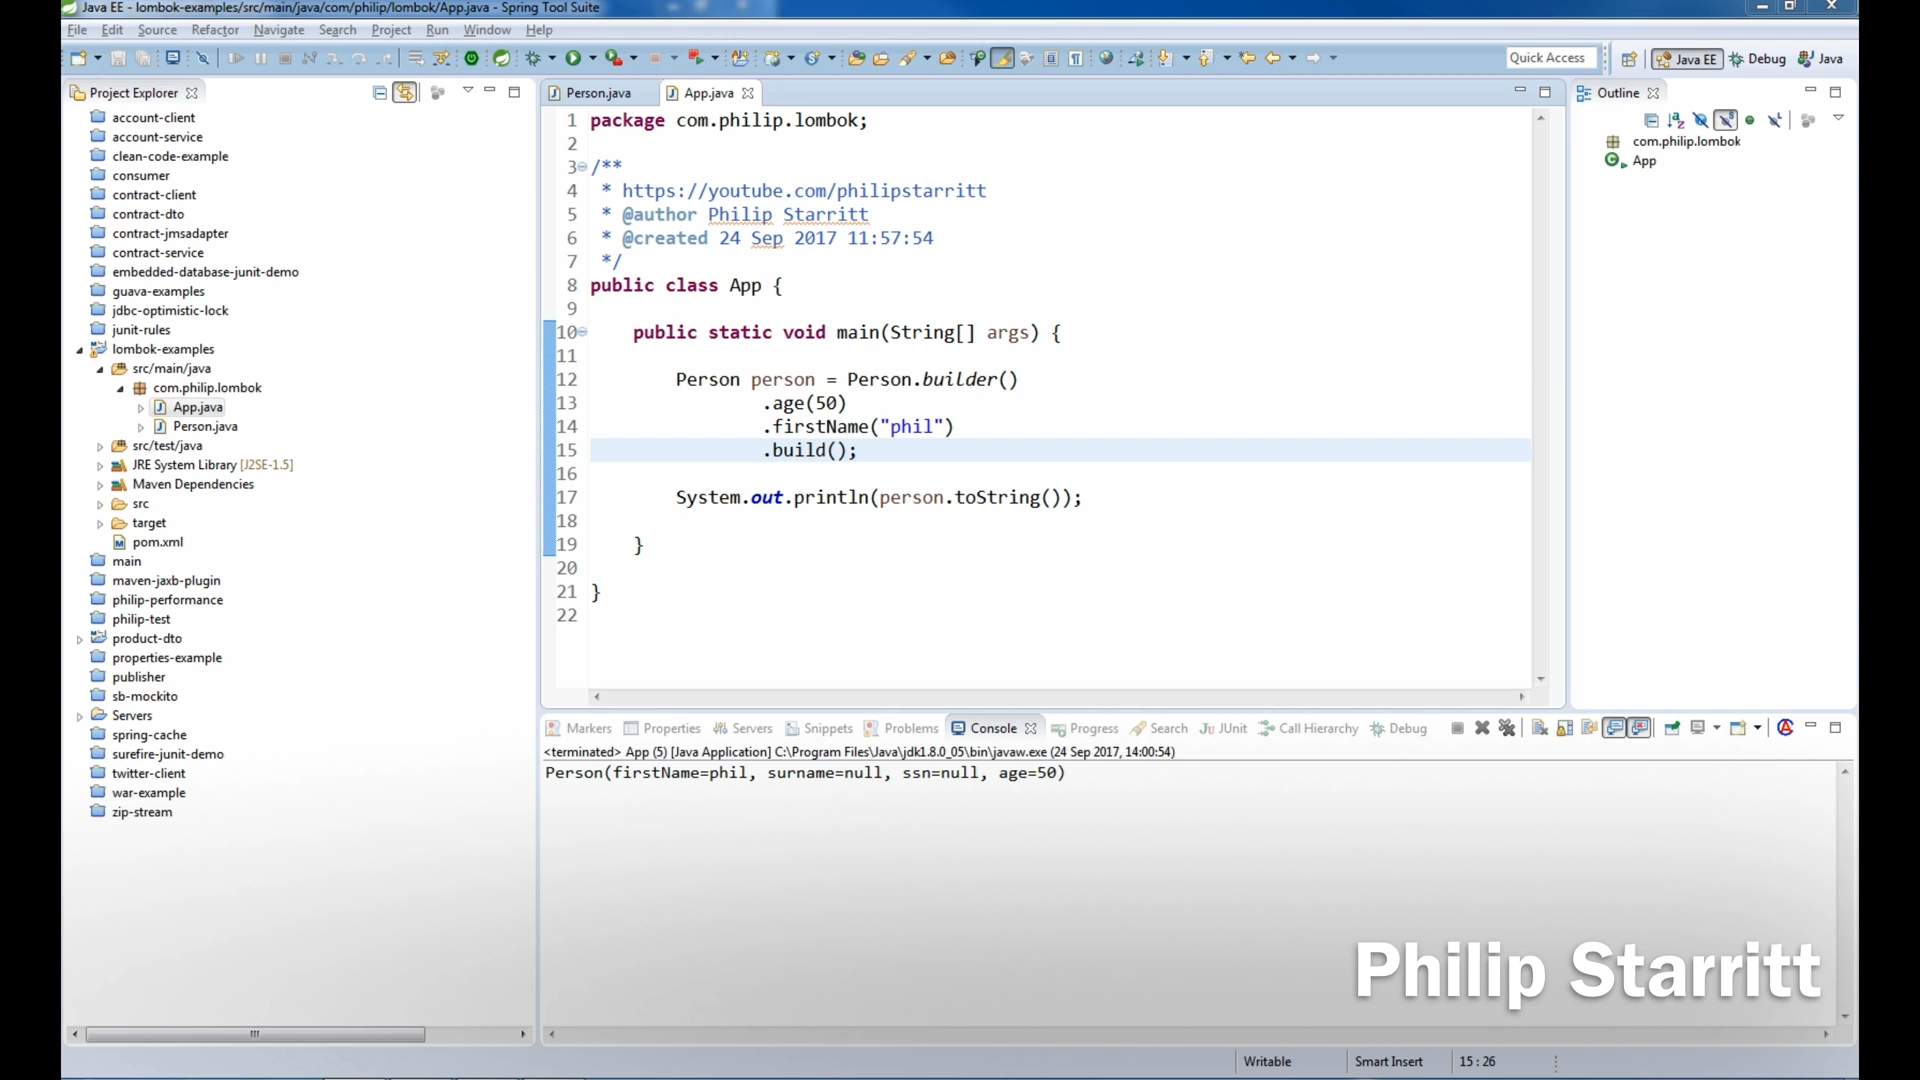 Java EE - lombok-examples/src/main/java/com/philip/lombok/App.java - Spring Tool Suite
File Edit Source Refactor Navigate Search Project Run Window Help
Quick Access
Java EE
Debug
Java
Project Explorer
account-client
account-service
clean-code-example
consumer
contract-client
contract-dto
contract-jmsadapter
contract-service
embedded-database-junit-demo
guava-examples
jdbc-optimistic-lock
junit-rules
lombok-examples
src/main/java
com.philip.lombok
App.java
Person.java
src/test/java
JRE System Library [J2SE-1.5]
Maven Dependencies
src
target
pom.xml
main
maven-jaxb-plugin
philip-performance
philip-test
product-dto
properties-example
publisher
sb-mockito
Servers
spring-cache
surefire-junit-demo
twitter-client
war-example
zip-stream
Person.java
App.java
1 package com.philip.lombok;
2
3 /**
4 * https://youtube.com/philipstarritt
5 * @author Philip Starritt
6 * @created 24 Sep 2017 11:57:54
7 */
8 public class App {
9
10 public static void main(String[] args) {
11
12 Person person = Person.builder()
13 .age(50)
14 .firstName("phil")
15 .build();
16
17 System.out.println(person.toString());
18
19 }
20
21 }
22
Outline
com.philip.lombok
App
Markers Properties Servers Snippets Problems Console Progress Search JUnit Call Hierarchy Debug
<terminated> App (5) [Java Application] C:\Program Files\Java\jdk1.8.0_05\bin\javaw.exe (24 Sep 2017, 14:00:54)
Person(firstName=phil, surname=null, ssn=null, age=50)
Philip Starritt
Writable
Smart Insert
15 : 26